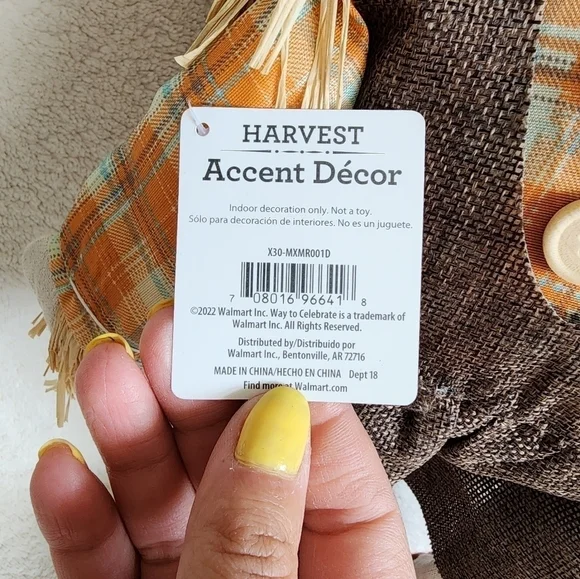 HARVEST
Accent Décor
Indoor decoration only. Not a toy.
Sólo para decoración de interiores. No es un juguete.
X30-MXMR001D
7 08016 96641 8
©2022 Walmart Inc. Way to Celebrate is a trademark of
Walmart Inc. All Rights Reserved.
Distributed by/Distribuido por
Walmart Inc., Bentonville, AR 72716
MADE IN CHINA/HECHO EN CHINA Dept 18
Find more at Walmart.com